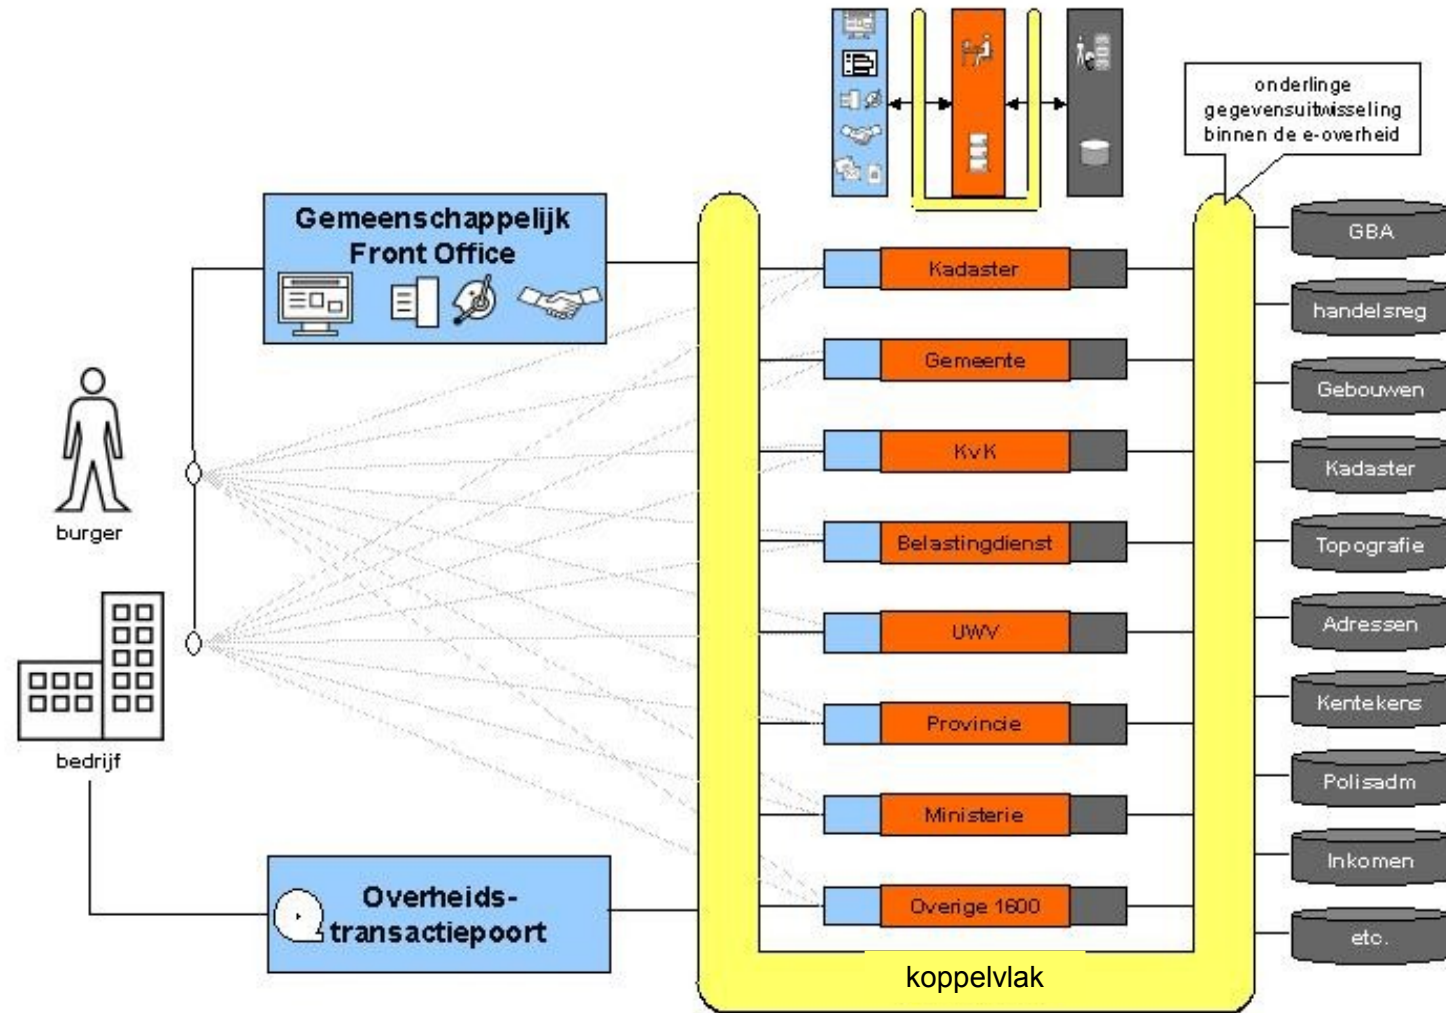 onderlinge
gegevensuitwisseling
binnen de e-overheid
Gemeenschappelijk
Front Office
burger
bedrijf
Overheids-
transactiepoort
Kadaster
Gemeente
KvK
Belastingdienst
UWV
Provincie
Ministerie
Overige 1600
koppelvlak
GBA
handelsreg
Gebouwen
Kadaster
Topografie
Adressen
Kentekens
Polisadm
Inkomen
etc.